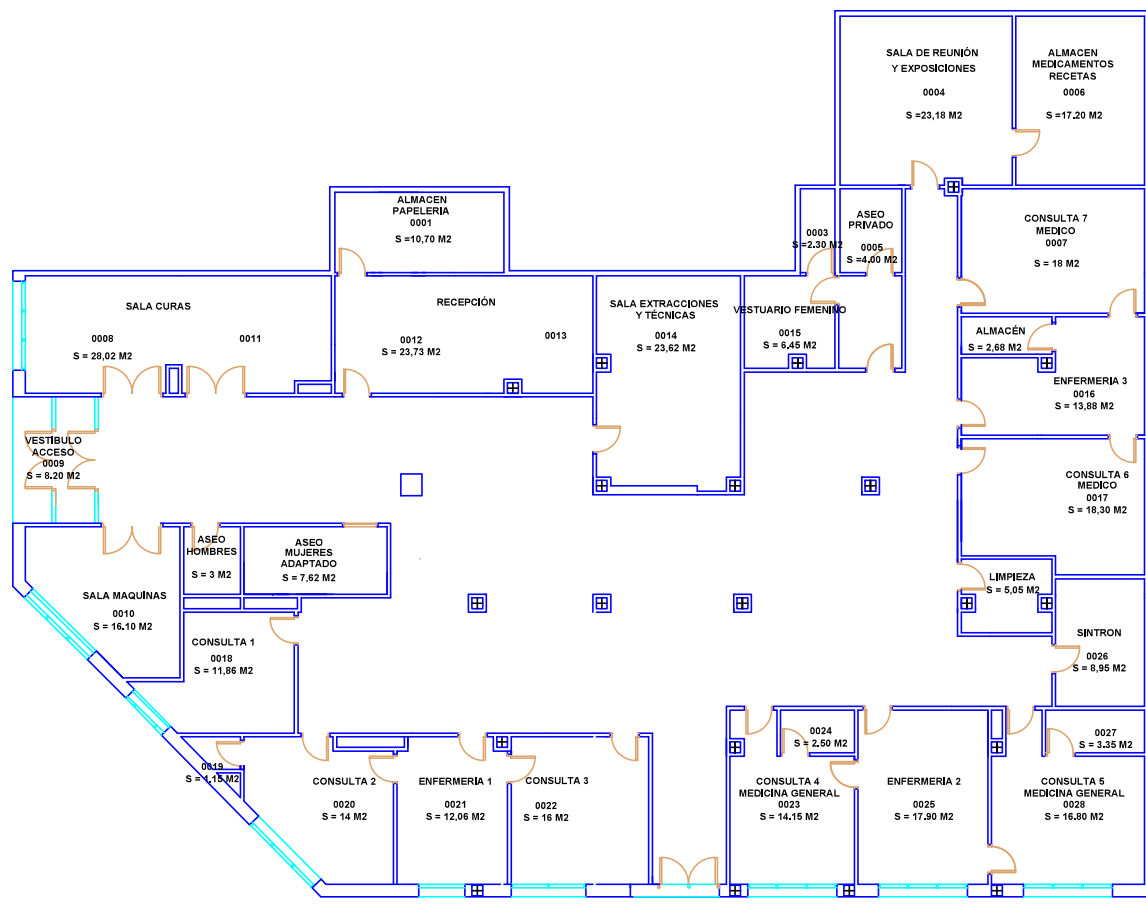 SALA DE REUNIÓN
Y EXPOSICIONES
0004
S =23,18 M2
ALMACEN
MEDICAMENTOS
RECETAS
0006
S =17.20 M2
ALMACEN
PAPELERIA
0001
S =10,70 M2
0003
S =2.30 M2
ASEO
PRIVADO
0005
S =4.00 M2
CONSULTA 7
MEDICO
0007
S = 18 M2
SALA CURAS
0008
S = 28,02 M2
0011
RECEPCIÓN
0012
S = 23,73 M2
0013
SALA EXTRACCIONES
Y TÉCNICAS
0014
S = 23,62 M2
VESTUARIO FEMENINO
0015
S = 6.45 M2
ALMACÉN
S = 2,68 M2
ENFERMERIA 3
0016
S = 13,88 M2
VESTÍBULO
ACCESO
0009
S = 8.20 M2
CONSULTA 6
MEDICO
0017
S = 18,30 M2
ASEO
HOMBRES
S = 3 M2
ASEO
MUJERES
ADAPTADO
S = 7,62 M2
LIMPIEZA
S = 5,05 M2
SALA MAQUÍNAS
0010
S = 16.10 M2
CONSULTA 1
0018
S = 11,86 M2
SINTRON
0026
S = 8,95 M2
0019
S = 1.15 M2
CONSULTA 2
0020
S = 14 M2
ENFERMERIA 1
0021
S = 12,06 M2
CONSULTA 3
0022
S = 16 M2
0024
S = 2.50 M2
CONSULTA 4
MEDICINA GENERAL
0023
S = 14.15 M2
ENFERMERIA 2
0025
S = 17.90 M2
0027
S = 3.35 M2
CONSULTA 5
MEDICINA GENERAL
0028
S = 16.80 M2